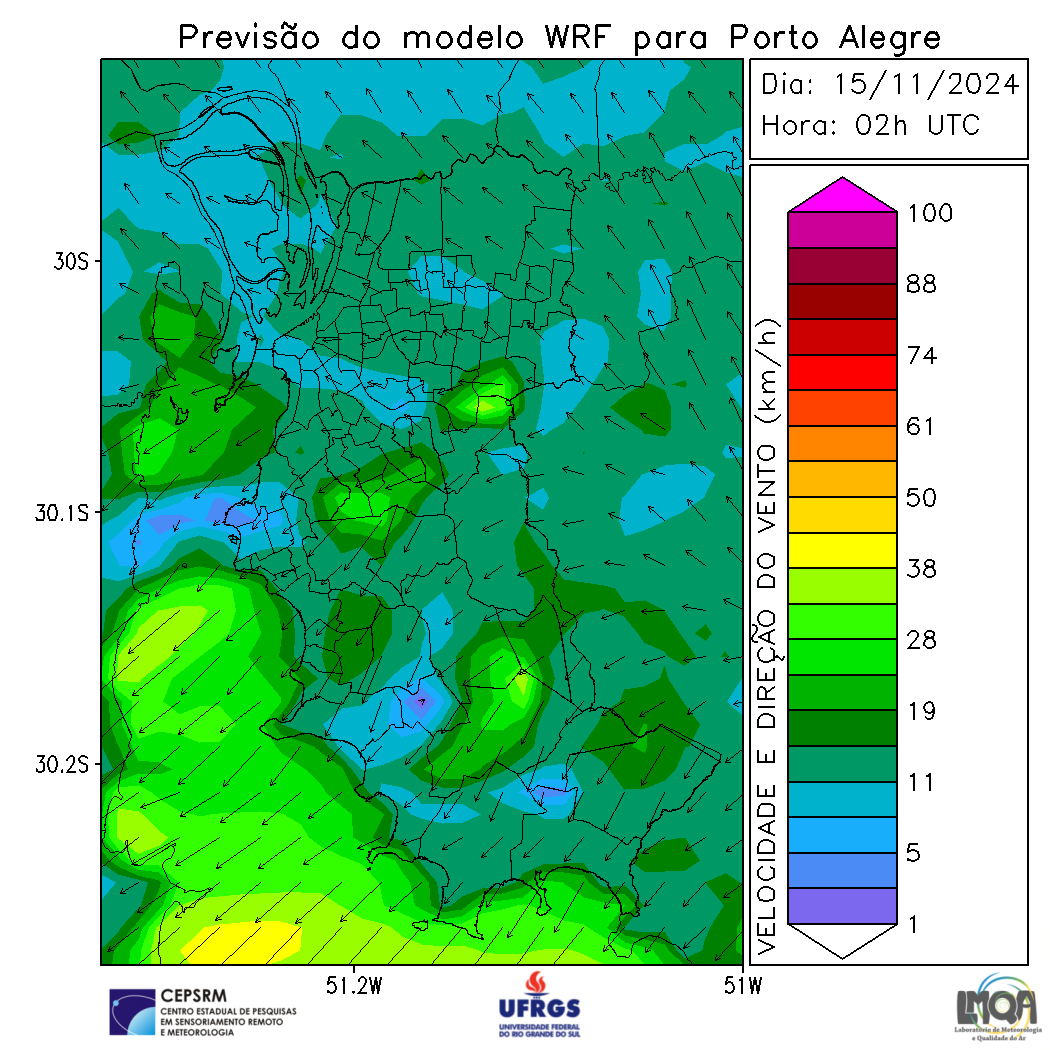 Previsão do modelo WRF para Porto Alegre
Dia: 15/11/2024
Hora: 02h UTC
30S
30.1S
30.2S
51.2W
51W
VELOCIDADE E DIREÇÃO DO VENTO (km/h)
100
88
74
61
50
38
28
19
11
5
1
CEPSRM
CENTRO ESTADUAL DE PESQUISAS
EM SENSORIAMENTO REMOTO
E METEOROLOGIA
UFRGS
UNIVERSIDADE FEDERAL
DO RIO GRANDE DO SUL
LMQA
Laboratório de Meteorologia
e Qualidade do Ar